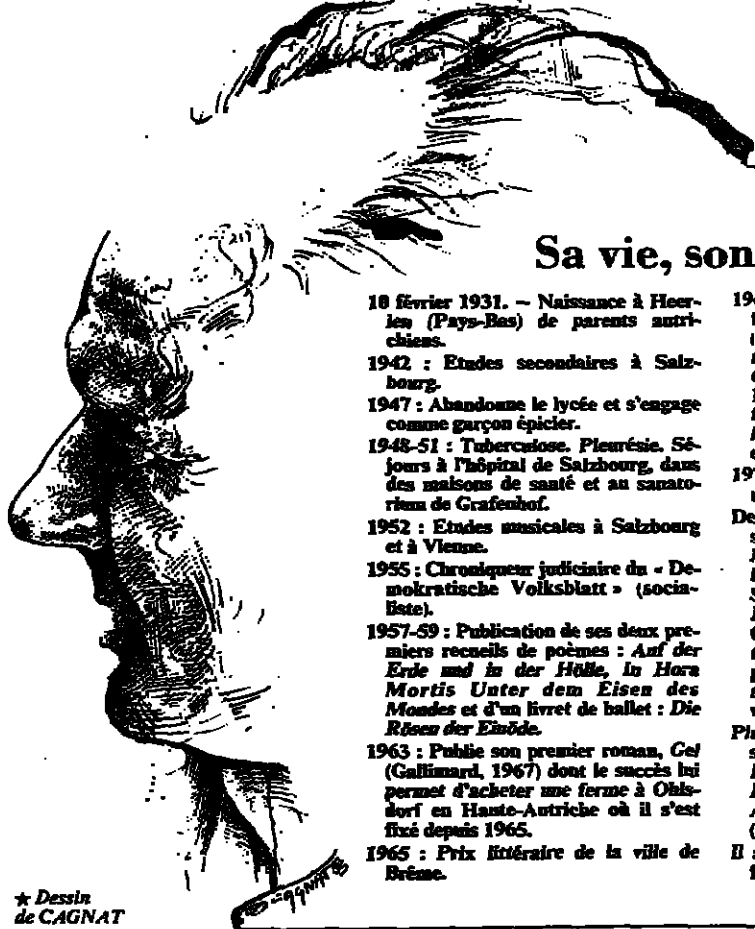 Sa vie, son
10 février 1931. – Naissance à Heer-
len (Pays-Bas) de parents autri-
chiens.
1942 : Etudes secondaires à Salz-
bourg.
1947 : Abandonne le lycée et s'engage
comme garçon épicier.
1948-51 : Tuberculose. Pleurésie. Sé-
jours à l'hôpital de Salzbourg, dans
des maisons de santé et au sanato-
rium de Grafenhof.
1952 : Etudes musicales à Salzbourg
et à Vienne.
1955 : Chroniqueur judiciaire du « De-
mokratische Volksblatt » (socia-
liste).
1957-59 : Publication de ses deux pre-
miers recueils de poèmes : Auf der
Erde und in der Hölle, In Hora
Mortis Unter dem Eisen des
Mondes et d'un livret de ballet : Die
Rösen der Einöde.
1963 : Publie son premier roman, Gel
(Gallimard, 1967) dont le succès lui
permet d'acheter une ferme à Ohls-
dorf en Haute-Autriche où il s'est
fixé depuis 1965.
1965 : Prix littéraire de la ville de
Brême.
★ Dessin
de CAGNAT